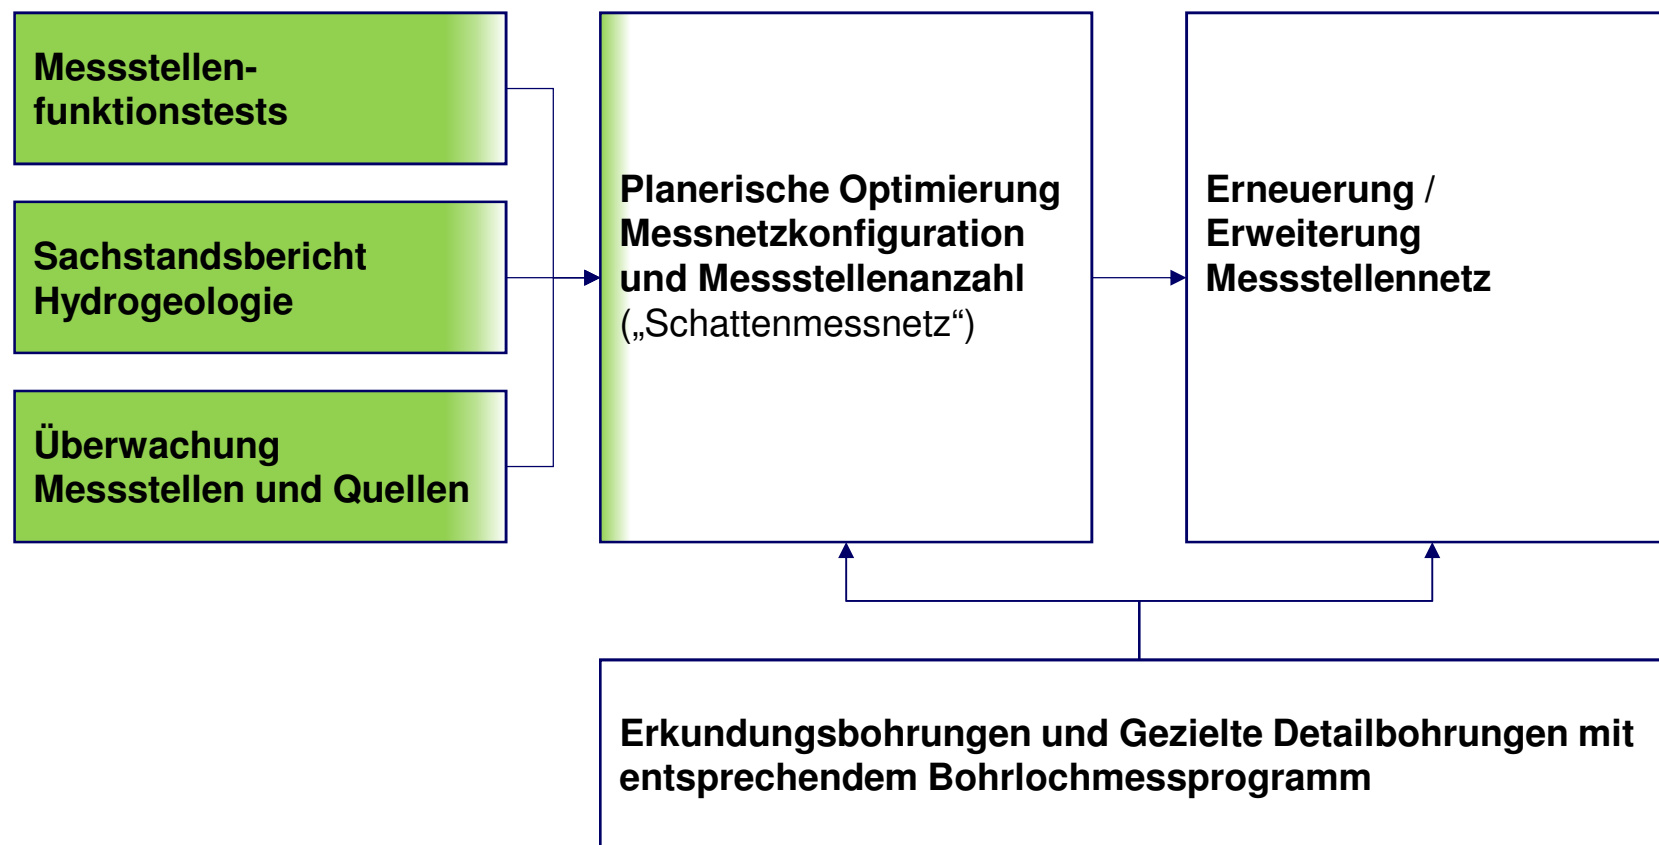 Messstellen-
funktionstests
Sachstandsbericht
Hydrogeologie
Überwachung
Messstellen und Quellen
Planerische Optimierung
Messnetzkonfiguration
und Messstellenanzahl
(„Schattenmessnetz“)
Erneuerung /
Erweiterung
Messstellennetz
Erkundungsbohrungen und Gezielte Detailbohrungen mit
entsprechendem Bohrlochmessprogramm